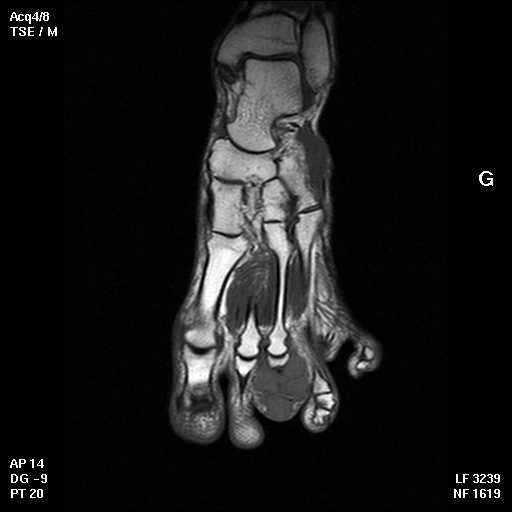 Acq4/8
TSE / M
G
AP 14
DG -9
PT 20
LF 3239
NF 1619